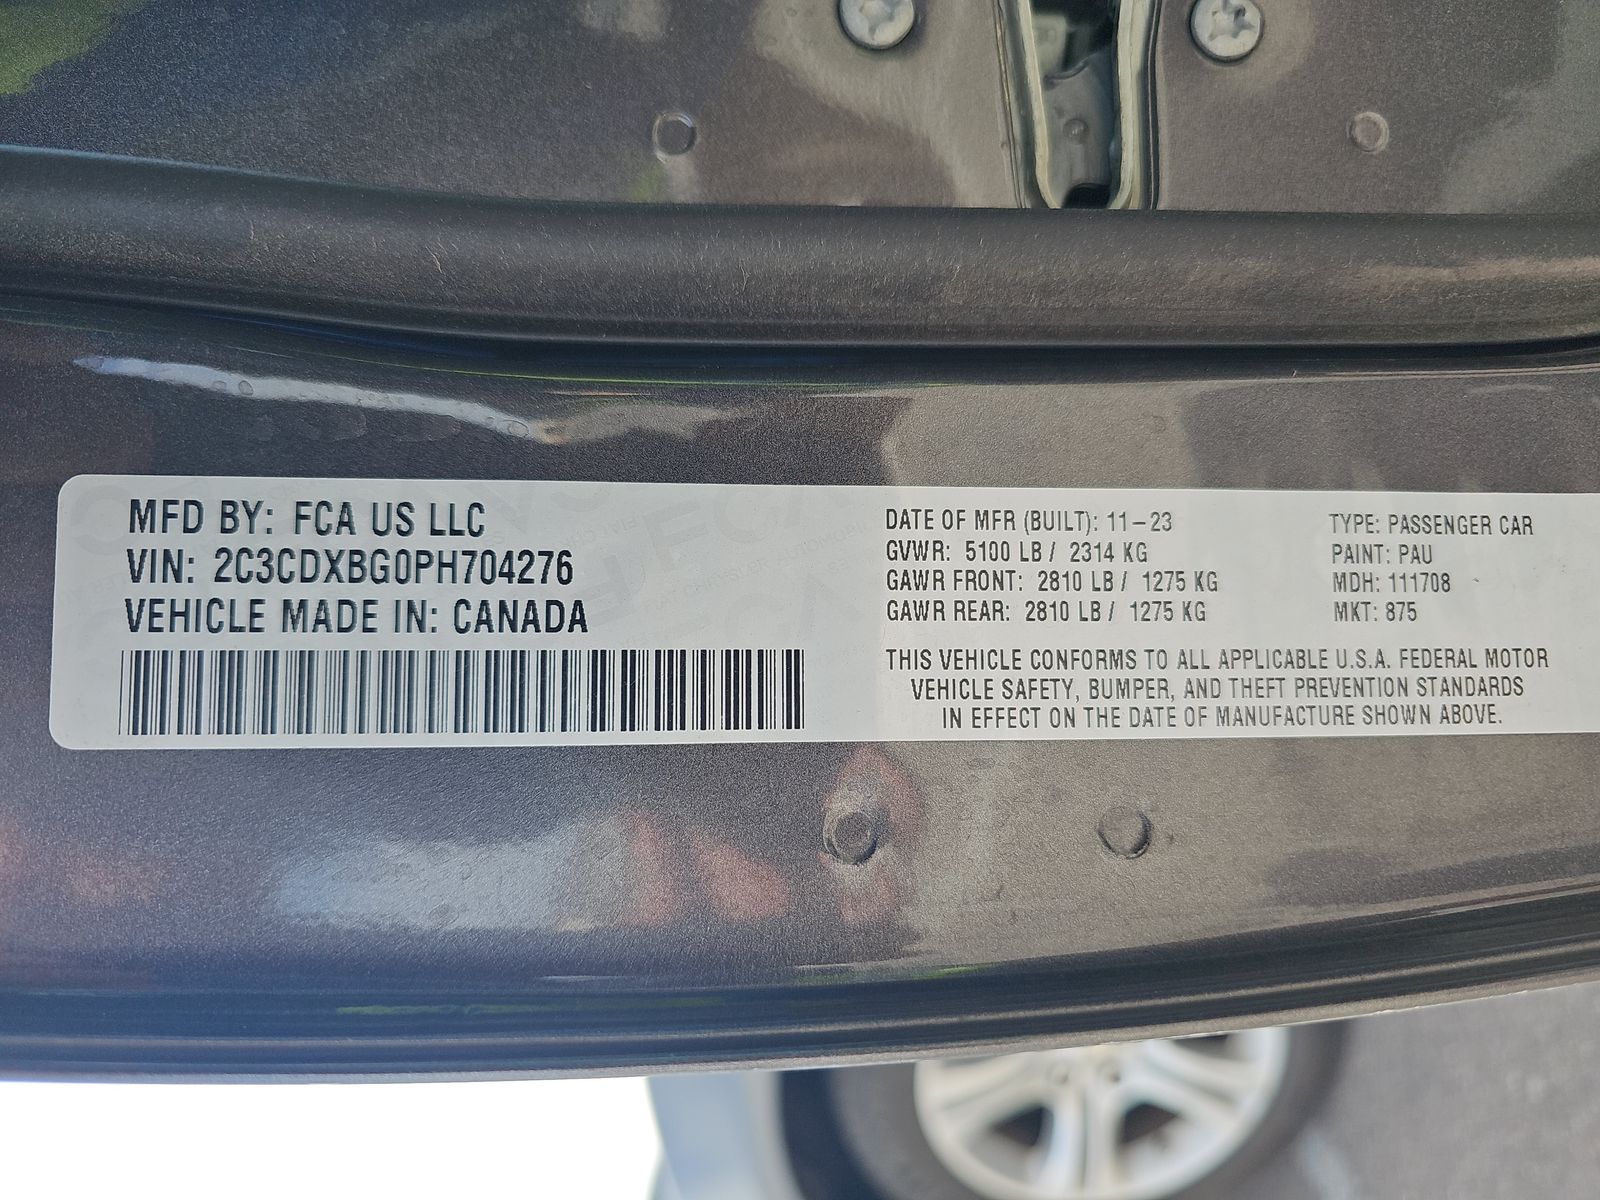 MFD BY: FCA US LLC
VIN: 2C3CDXBG0PH704276
VEHICLE MADE IN: CANADA
DATE OF MFR (BUILT): 11-23
GVWR: 5100 LB / 2314 KG
GAWR FRONT: 2810 LB / 1275 KG
GAWR REAR: 2810 LB / 1275 KG
TYPE: PASSENGER CAR
PAINT: PAU
MDH: 111708
MKT: 875
THIS VEHICLE CONFORMS TO ALL APPLICABLE U.S.A. FEDERAL MOTOR
VEHICLE SAFETY, BUMPER, AND THEFT PREVENTION STANDARDS
IN EFFECT ON THE DATE OF MANUFACTURE SHOWN ABOVE.